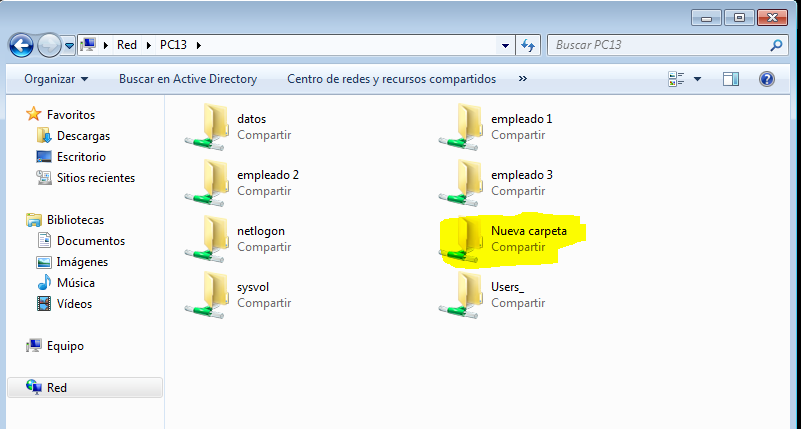 Red
PC13
Buscar PC13
Organizar
Buscar en Active Directory
Centro de redes y recursos compartidos
»
Favoritos
Descargas
Escritorio
Sitios recientes
Bibliotecas
Documentos
Imágenes
Música
Vídeos
Equipo
Red
datos
Compartir
empleado 1
Compartir
empleado 2
Compartir
empleado 3
Compartir
netlogon
Compartir
Nueva carpeta
Compartir
sysvol
Compartir
Users_
Compartir